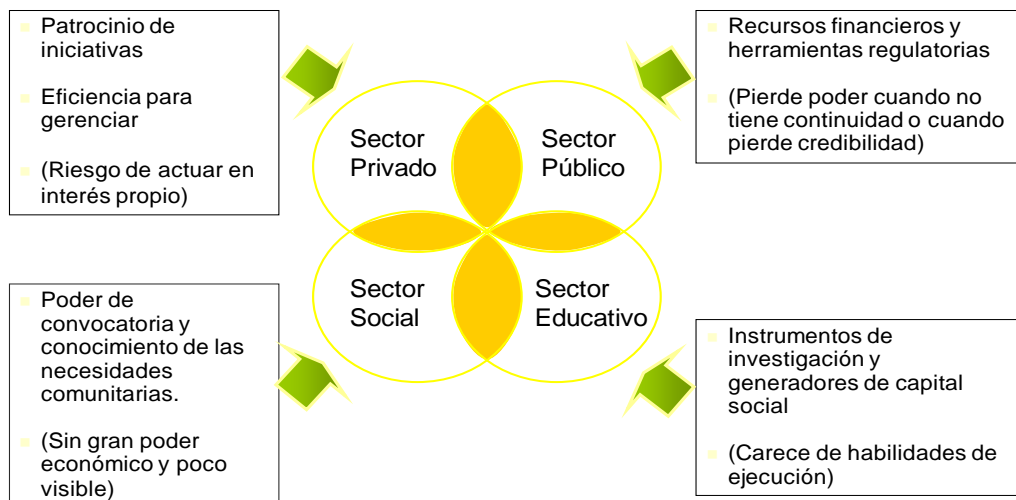 Patrocinio de
iniciativas
Eficiencia para
gerenciar
(Riesgo de actuar en
interés propio)
Recursos financieros y
herramientas regulatorias
(Pierde poder cuando no
tiene continuidad o cuando
pierde credibilidad)
Sector
Privado
Sector
Público
Sector
Social
Sector
Educativo
Poder de
convocatoria y
conocimiento de las
necesidades
comunitarias.
(Sin gran poder
económico y poco
visible)
Instrumentos de
investigación y
generadores de capital
social
(Carece de habilidades de
ejecución)